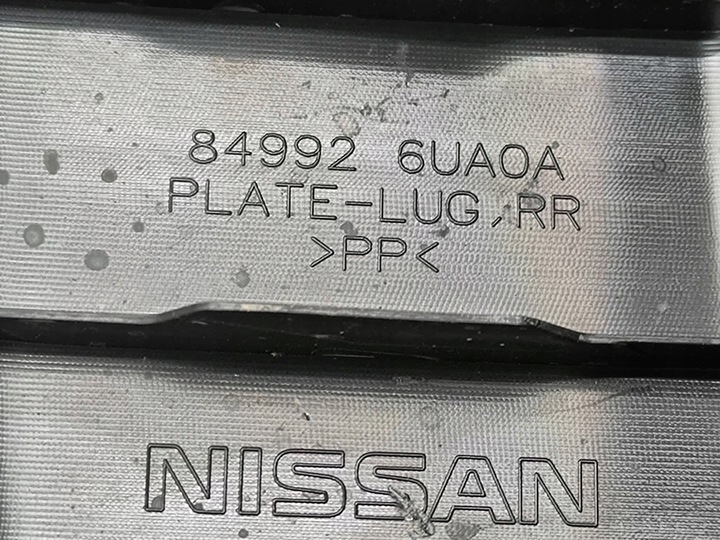 84992 6UA0A
PLATE-LUG,RR
>PP<
NISSAN